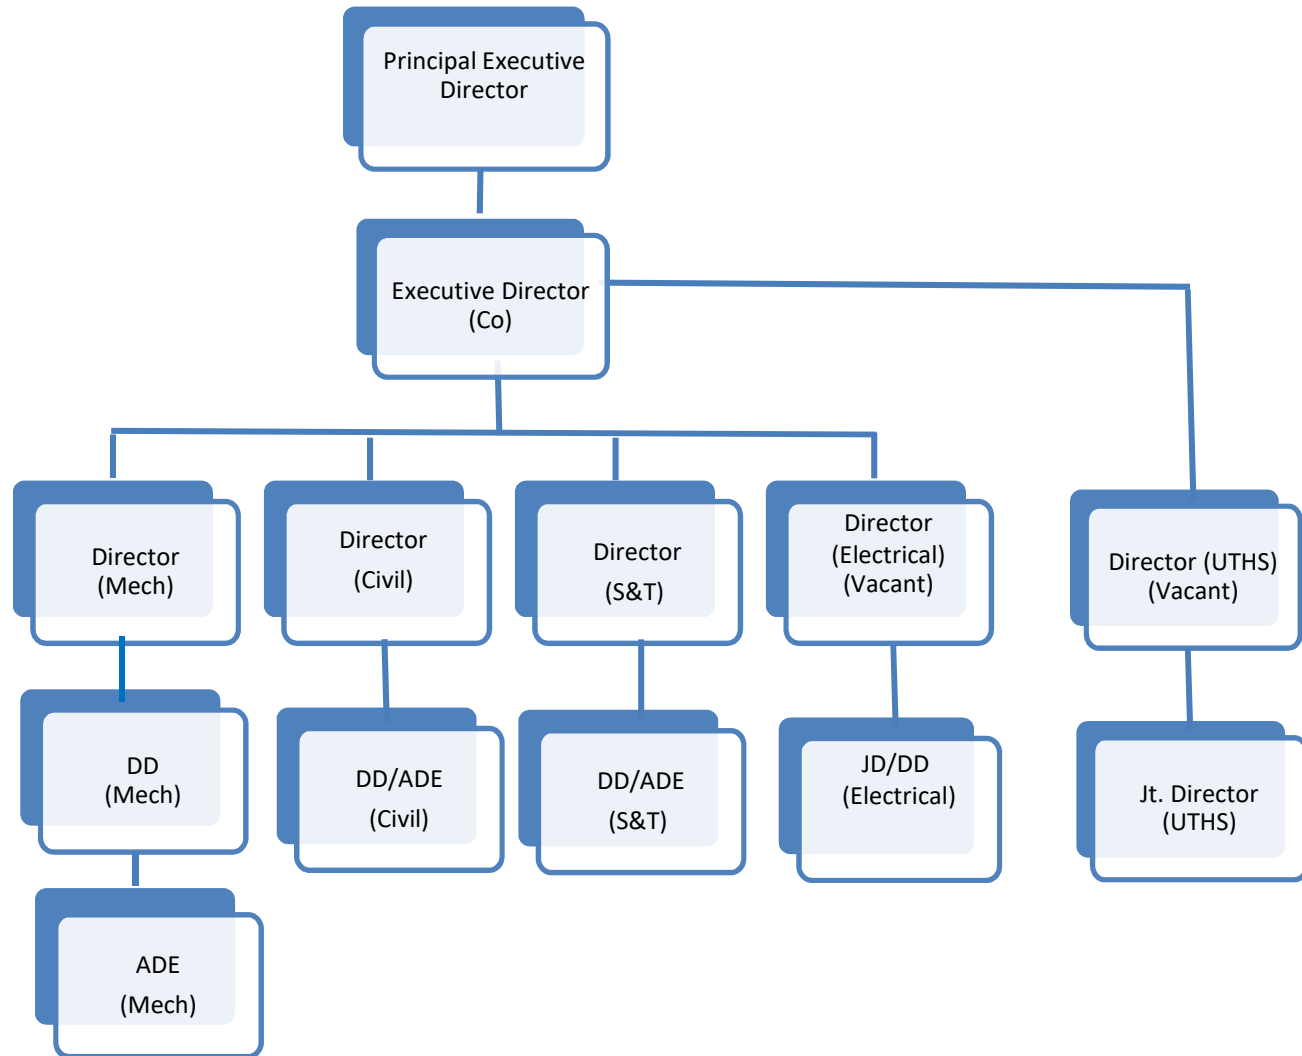 Principal Executive
Director
Executive Director
(Co)
Director
(Mech)
Director
(Civil)
Director
(S&T)
Director
(Electrical)
(Vacant)
Director (UTHS)
(Vacant)
DD
(Mech)
DD/ADE
(Civil)
DD/ADE
(S&T)
JD/DD
(Electrical)
Jt. Director
(UTHS)
ADE
(Mech)